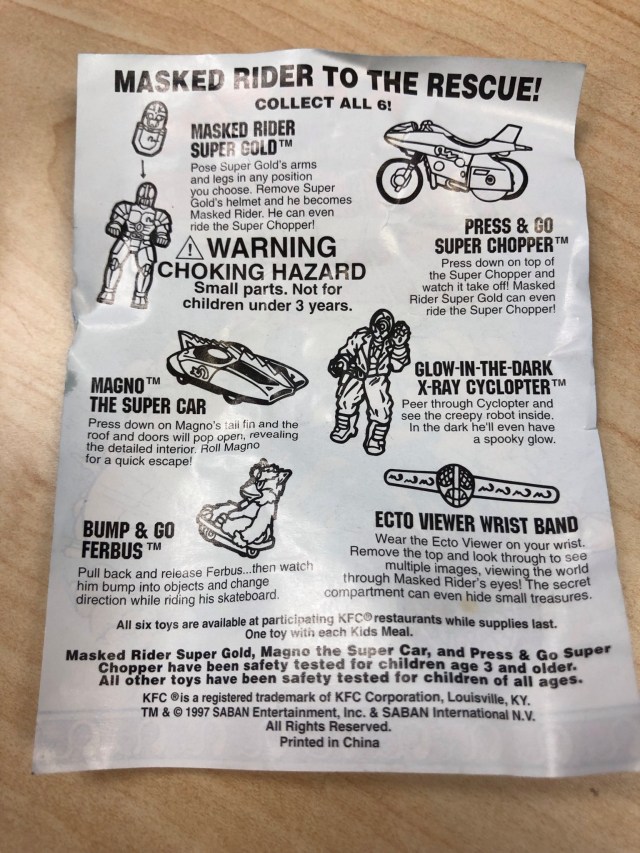 MASKED RIDER TO THE RESCUE!
COLLECT ALL 6!
MASKED RIDER
SUPER GOLD™
Pose Super Gold's arms
and legs in any position
you choose. Remove Super
Gold's helmet and he becomes
Masked Rider. He can even
ride the Super Chopper!
⚠ WARNING
CHOKING HAZARD
Small parts. Not for
children under 3 years.
PRESS & GO
SUPER CHOPPER™
Press down on top of
the Super Chopper and
watch it take off! Masked
Rider Super Gold can even
ride the Super Chopper!
MAGNO™
THE SUPER CAR
Press down on Magno's tail fin and the
roof and doors will pop open, revealing
the detailed interior. Roll Magno
for a quick escape!
GLOW-IN-THE-DARK
X-RAY CYCLOPTER™
Peer through Cyclopter and
see the creepy robot inside.
In the dark he'll even have
a spooky glow.
BUMP & GO
FERBUS™
Pull back and release Ferbus...then watch
him bump into objects and change
direction while riding his skateboard.
ECTO VIEWER WRIST BAND
Wear the Ecto Viewer on your wrist.
Remove the top and look through to see
multiple images, viewing the world
through Masked Rider's eyes! The secret
compartment can even hide small treasures.
All six toys are available at participating KFC® restaurants while supplies last.
One toy with each Kids Meal.
Masked Rider Super Gold, Magno the Super Car, and Press & Go Super
Chopper have been safety tested for children age 3 and older.
All other toys have been safety tested for children of all ages.
KFC ® is a registered trademark of KFC Corporation, Louisville, KY.
TM & © 1997 SABAN Entertainment, Inc. & SABAN International N.V.
All Rights Reserved.
Printed in China